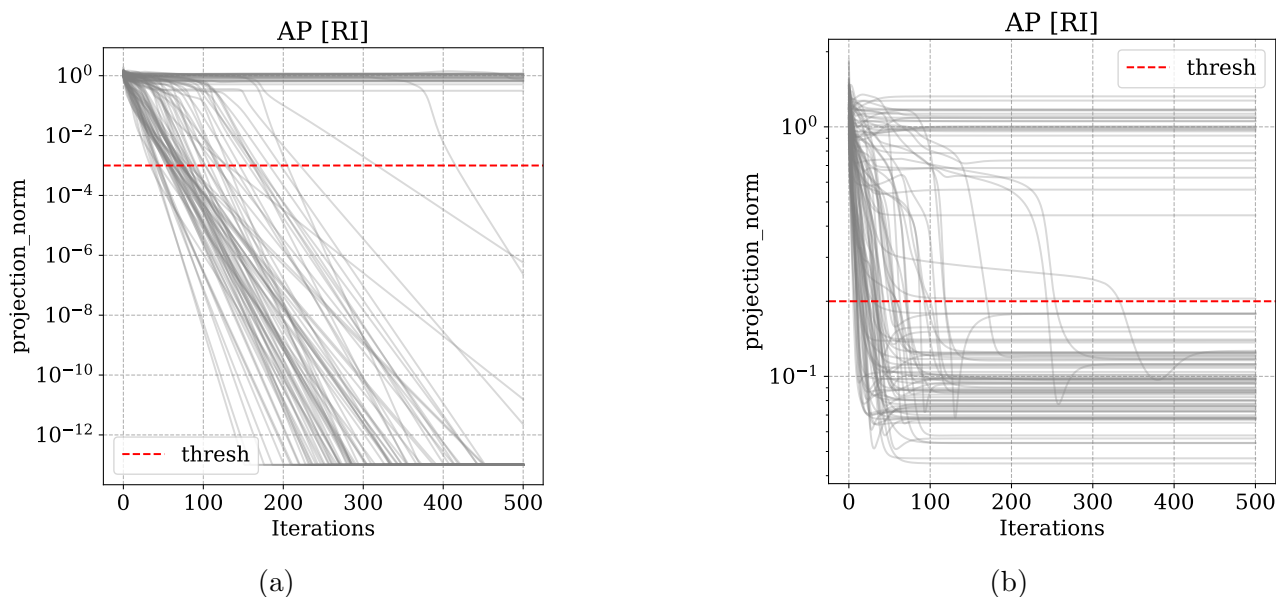 AP [RI]
projection_norm
10^0
10^-2
10^-4
10^-6
10^-8
10^-10
10^-12
thresh
0 100 200 300 400 500
Iterations
(a)
AP [RI]
projection_norm
thresh
10^0
10^-1
0 100 200 300 400 500
Iterations
(b)